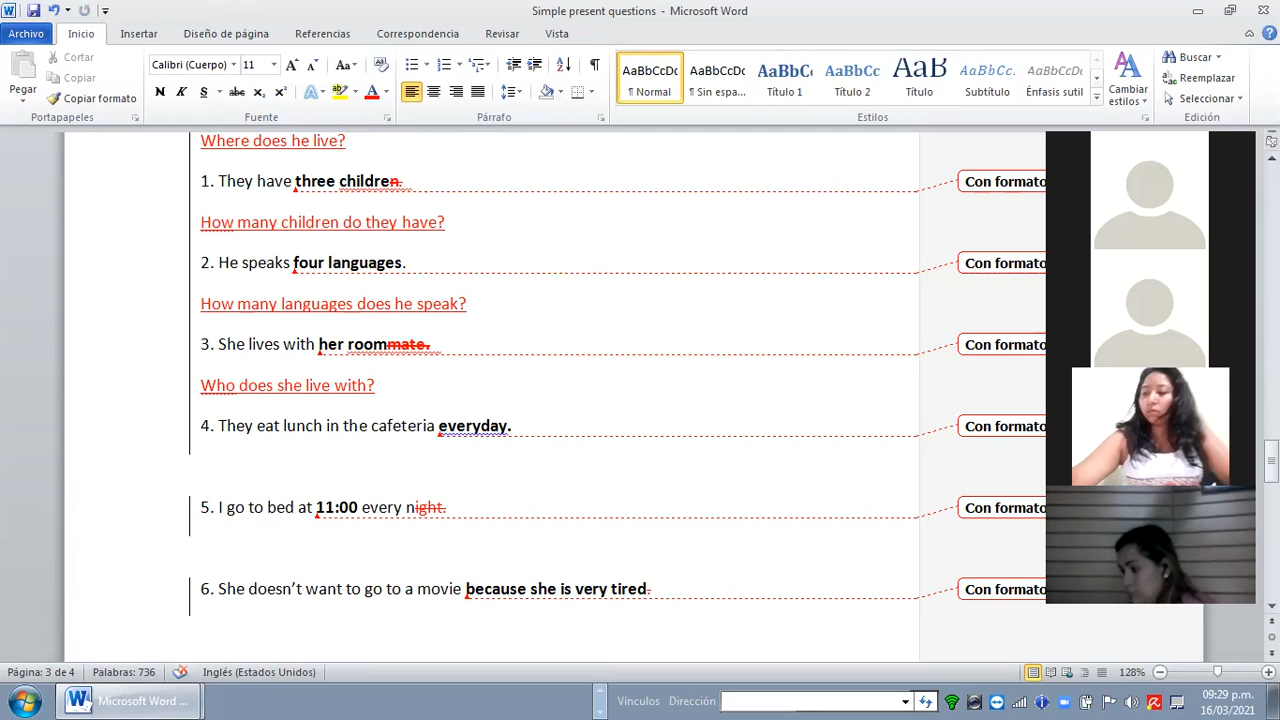 Simple present questions - Microsoft Word
Archivo Inicio Insertar Diseño de página Referencias Correspondencia Revisar Vista
Pegar
Cortar
Copiar
Copiar formato
Portapapeles
Calibri (Cuerpo) 11
N K S abc x₂ x² A ab A
Fuente
Párrafo
AaBbCcDc AaBbCcDc AaBbC AaBbCc AaB AaBbCcL AaBbCcDc
¶ Normal ¶ Sin espa... Título 1 Título 2 Título Subtítulo Énfasis sutil
Cambiar estilos
Estilos
Buscar
Reemplazar
Seleccionar
Edición
Where does he live?
1. They have three children.
Con formato
How many children do they have?
2. He speaks four languages.
Con formato
How many languages does he speak?
3. She lives with her roommate.
Con formato
Who does she live with?
4. They eat lunch in the cafeteria everyday.
Con formato
5. I go to bed at 11:00 every night.
Con formato
6. She doesn’t want to go to a movie because she is very tired.
Con formato
Página: 3 de 4 Palabras: 736 Inglés (Estados Unidos) 128%
Microsoft Word ... Vínculos Dirección
09:29 p.m.
16/03/2021